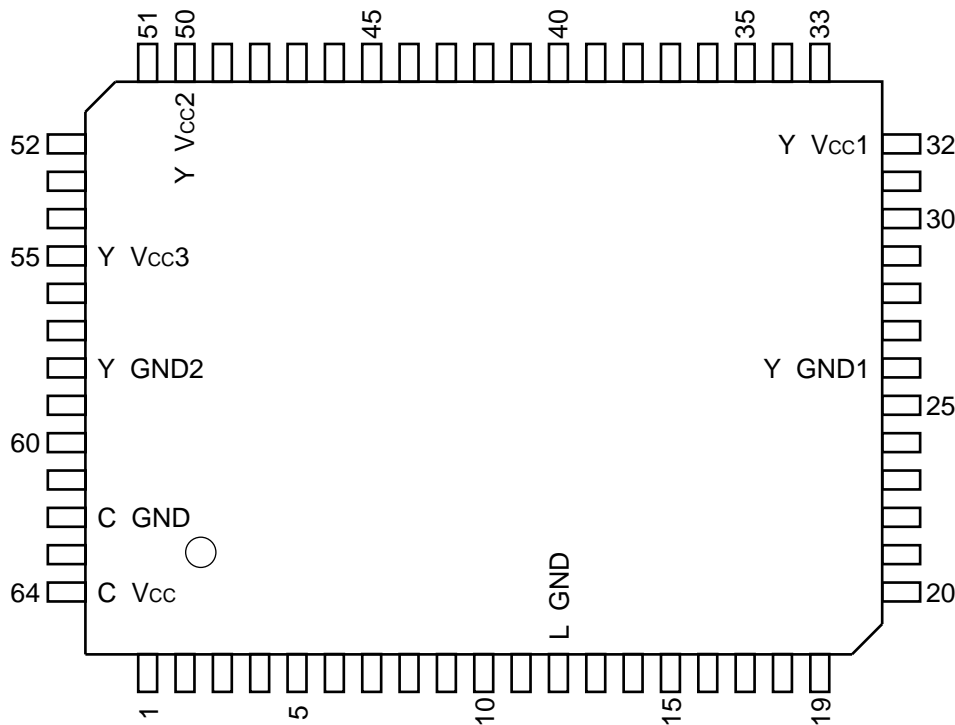 51 50 45 40 35 33
52
Y Vcc2
Y Vcc1
32
30
55
Y Vcc3
Y GND2
Y GND1
25
60
C GND
L GND
64
C Vcc
20
1 5 10 15 19